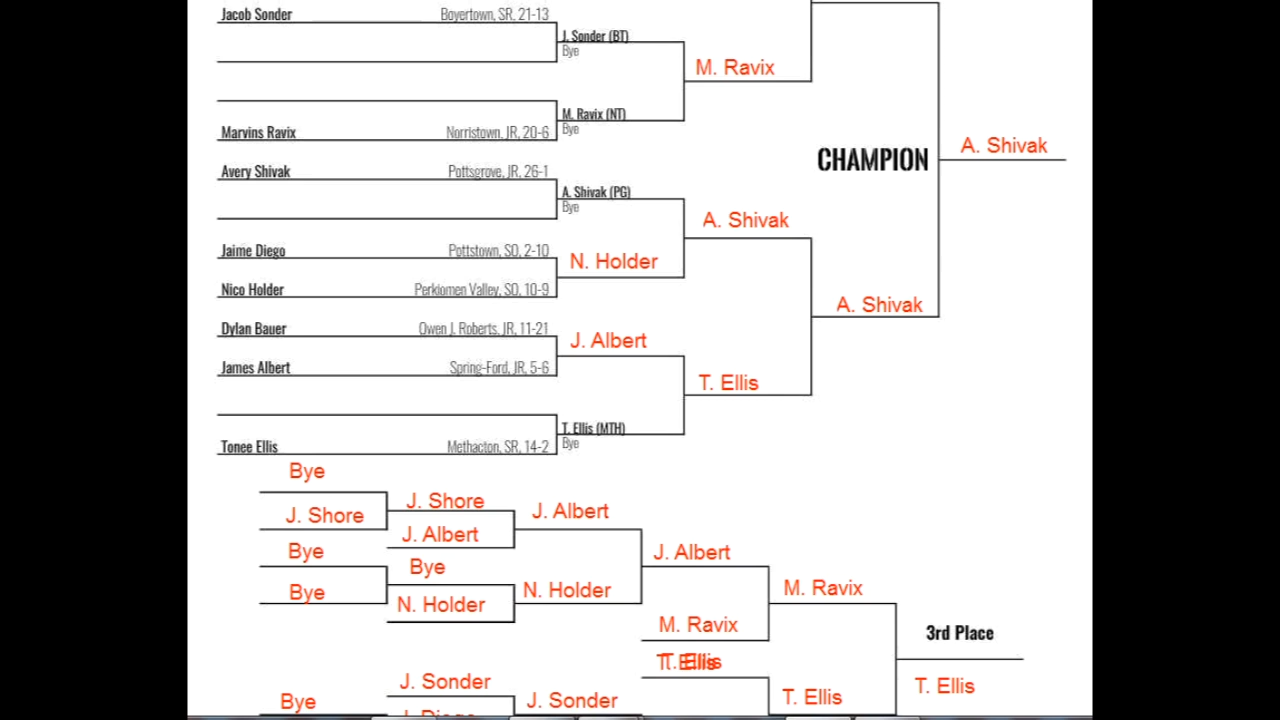 Jacob Sonder Boyertown, SR, 21-13
J. Sonder (BT)
Bye
M. Ravix
M. Ravix (NT)
Bye
Marvins Ravix Norristown, JR, 20-6
CHAMPION
A. Shivak
Avery Shivak Pottsgrove, JR, 26-1
A. Shivak (PG)
Bye
A. Shivak
Jaime Diego Pottstown, SO, 2-10
N. Holder
Nico Holder Perkiomen Valley, SO, 10-9
A. Shivak
Dylan Bauer Owen J. Roberts, JR, 11-21
J. Albert
James Albert Spring-Ford, JR, 5-6
T. Ellis
T. Ellis (MTH)
Bye
Tonee Ellis Methacton, SR, 14-2
Bye
J. Shore
J. Shore
J. Albert
J. Albert
Bye
Bye
J. Albert
Bye
N. Holder
N. Holder
M. Ravix
M. Ravix
3rd Place
T. Ellis
T. Ellis
J. Sonder
J. Sonder
T. Ellis
Bye
J. Diego